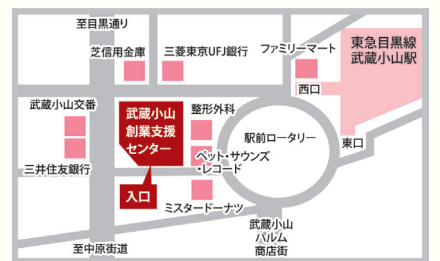 至目黒通り
芝信用金庫
三菱東京UFJ銀行
ファミリーマート
東急目黒線
武蔵小山駅
西口
武蔵小山交番
武蔵小山
創業支援
センター
整形外科
駅前ロータリー
東口
三井住友銀行
ペット・サウンズ
・レコード
入口
ミスタードーナツ
武蔵小山
パルム
商店街
至中原街道